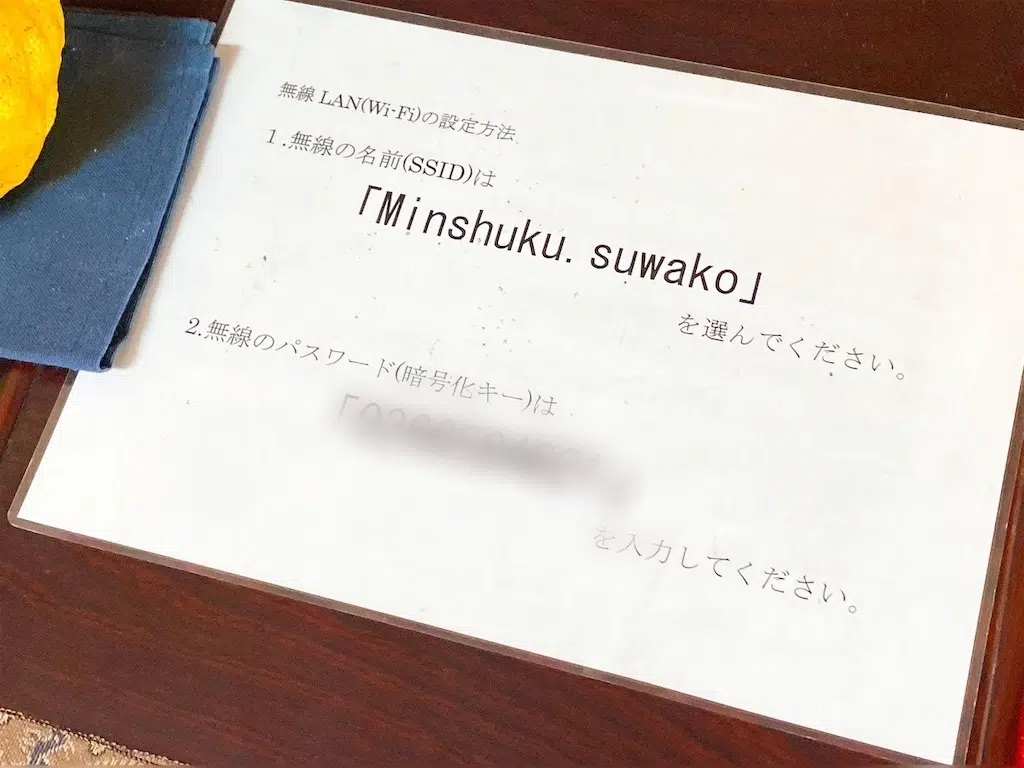 無線 LAN(Wi-Fi)の設定方法
1.無線の名前(SSID)は
「Minshuku.suwako」
を選んでください。
2.無線のパスワード(暗号化キー)は
を入力してください。